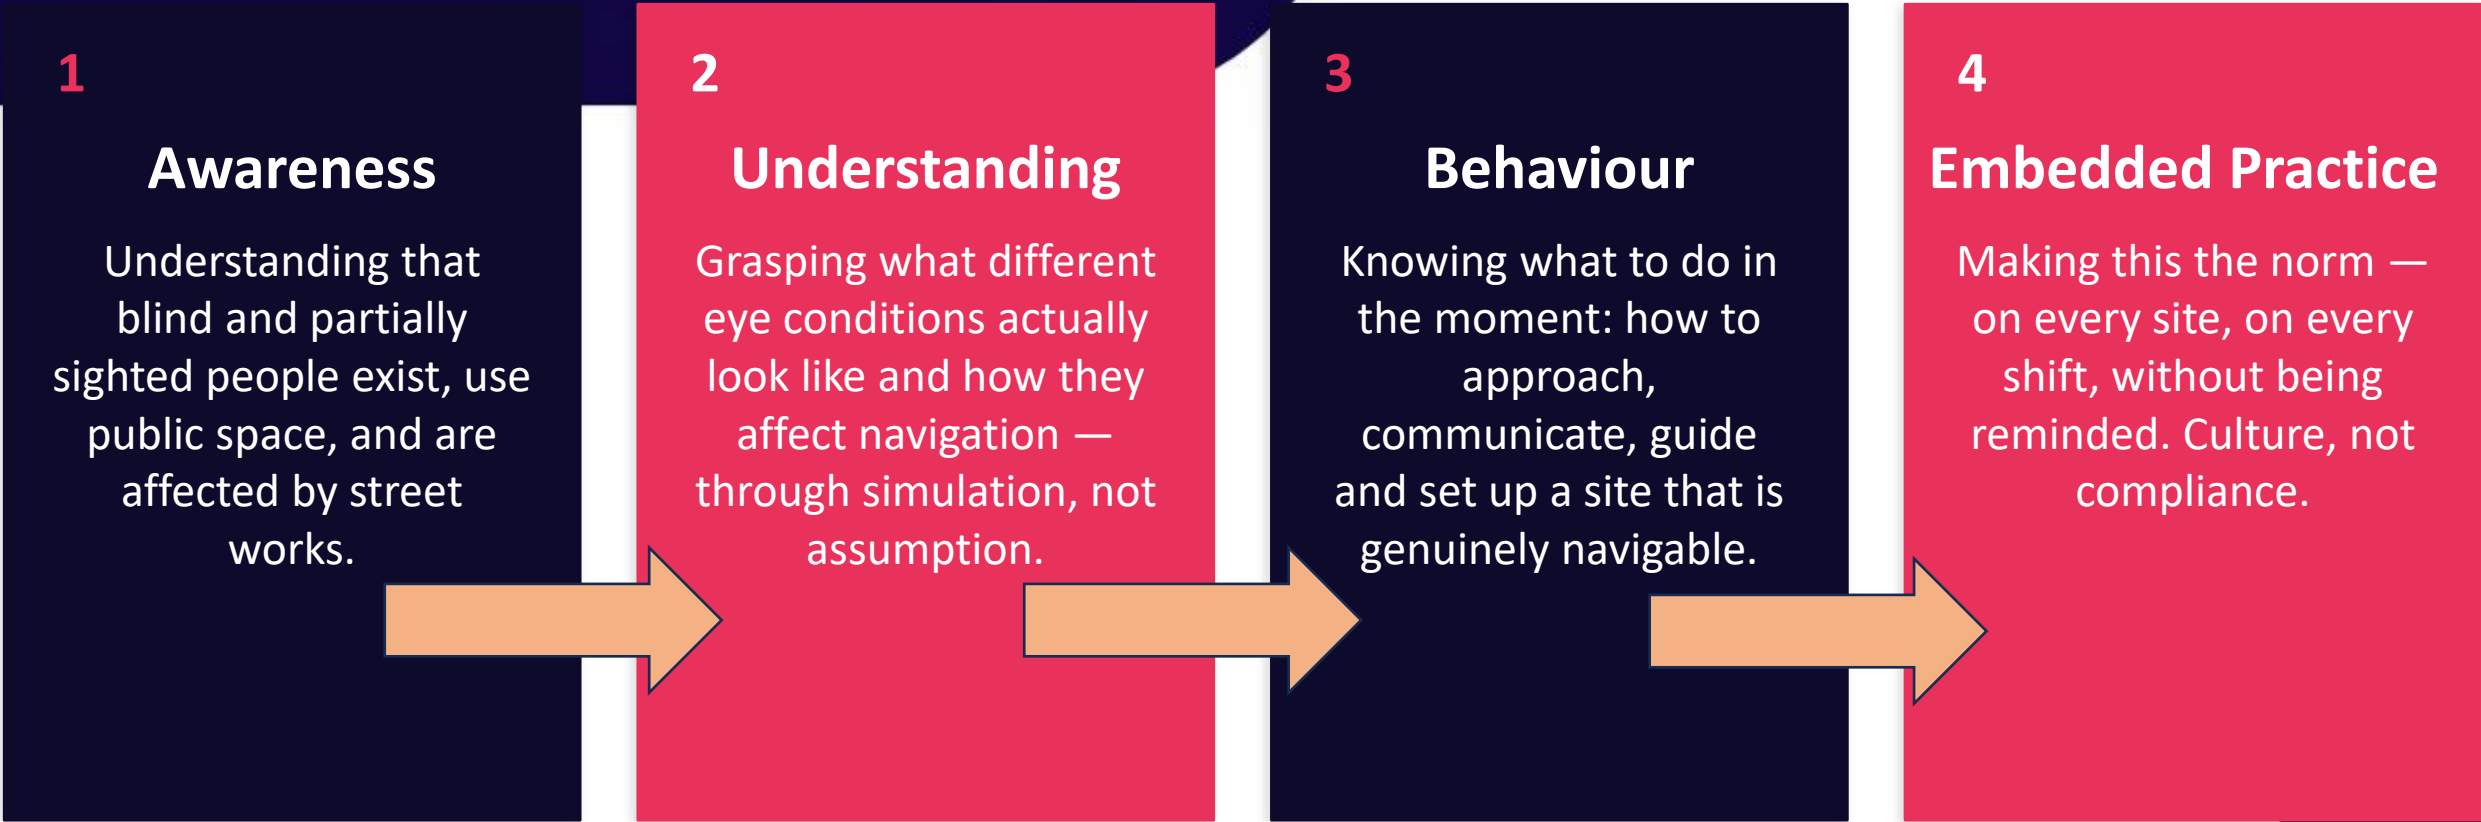 1
Awareness
Understanding that
blind and partially
sighted people exist, use
public space, and are
affected by street
works.
2
Understanding
Grasping what different
eye conditions actually
look like and how they
affect navigation —
through simulation, not
assumption.
3
Behaviour
Knowing what to do in
the moment: how to
approach,
communicate, guide
and set up a site that is
genuinely navigable.
4
Embedded Practice
Making this the norm —
on every site, on every
shift, without being
reminded. Culture, not
compliance.